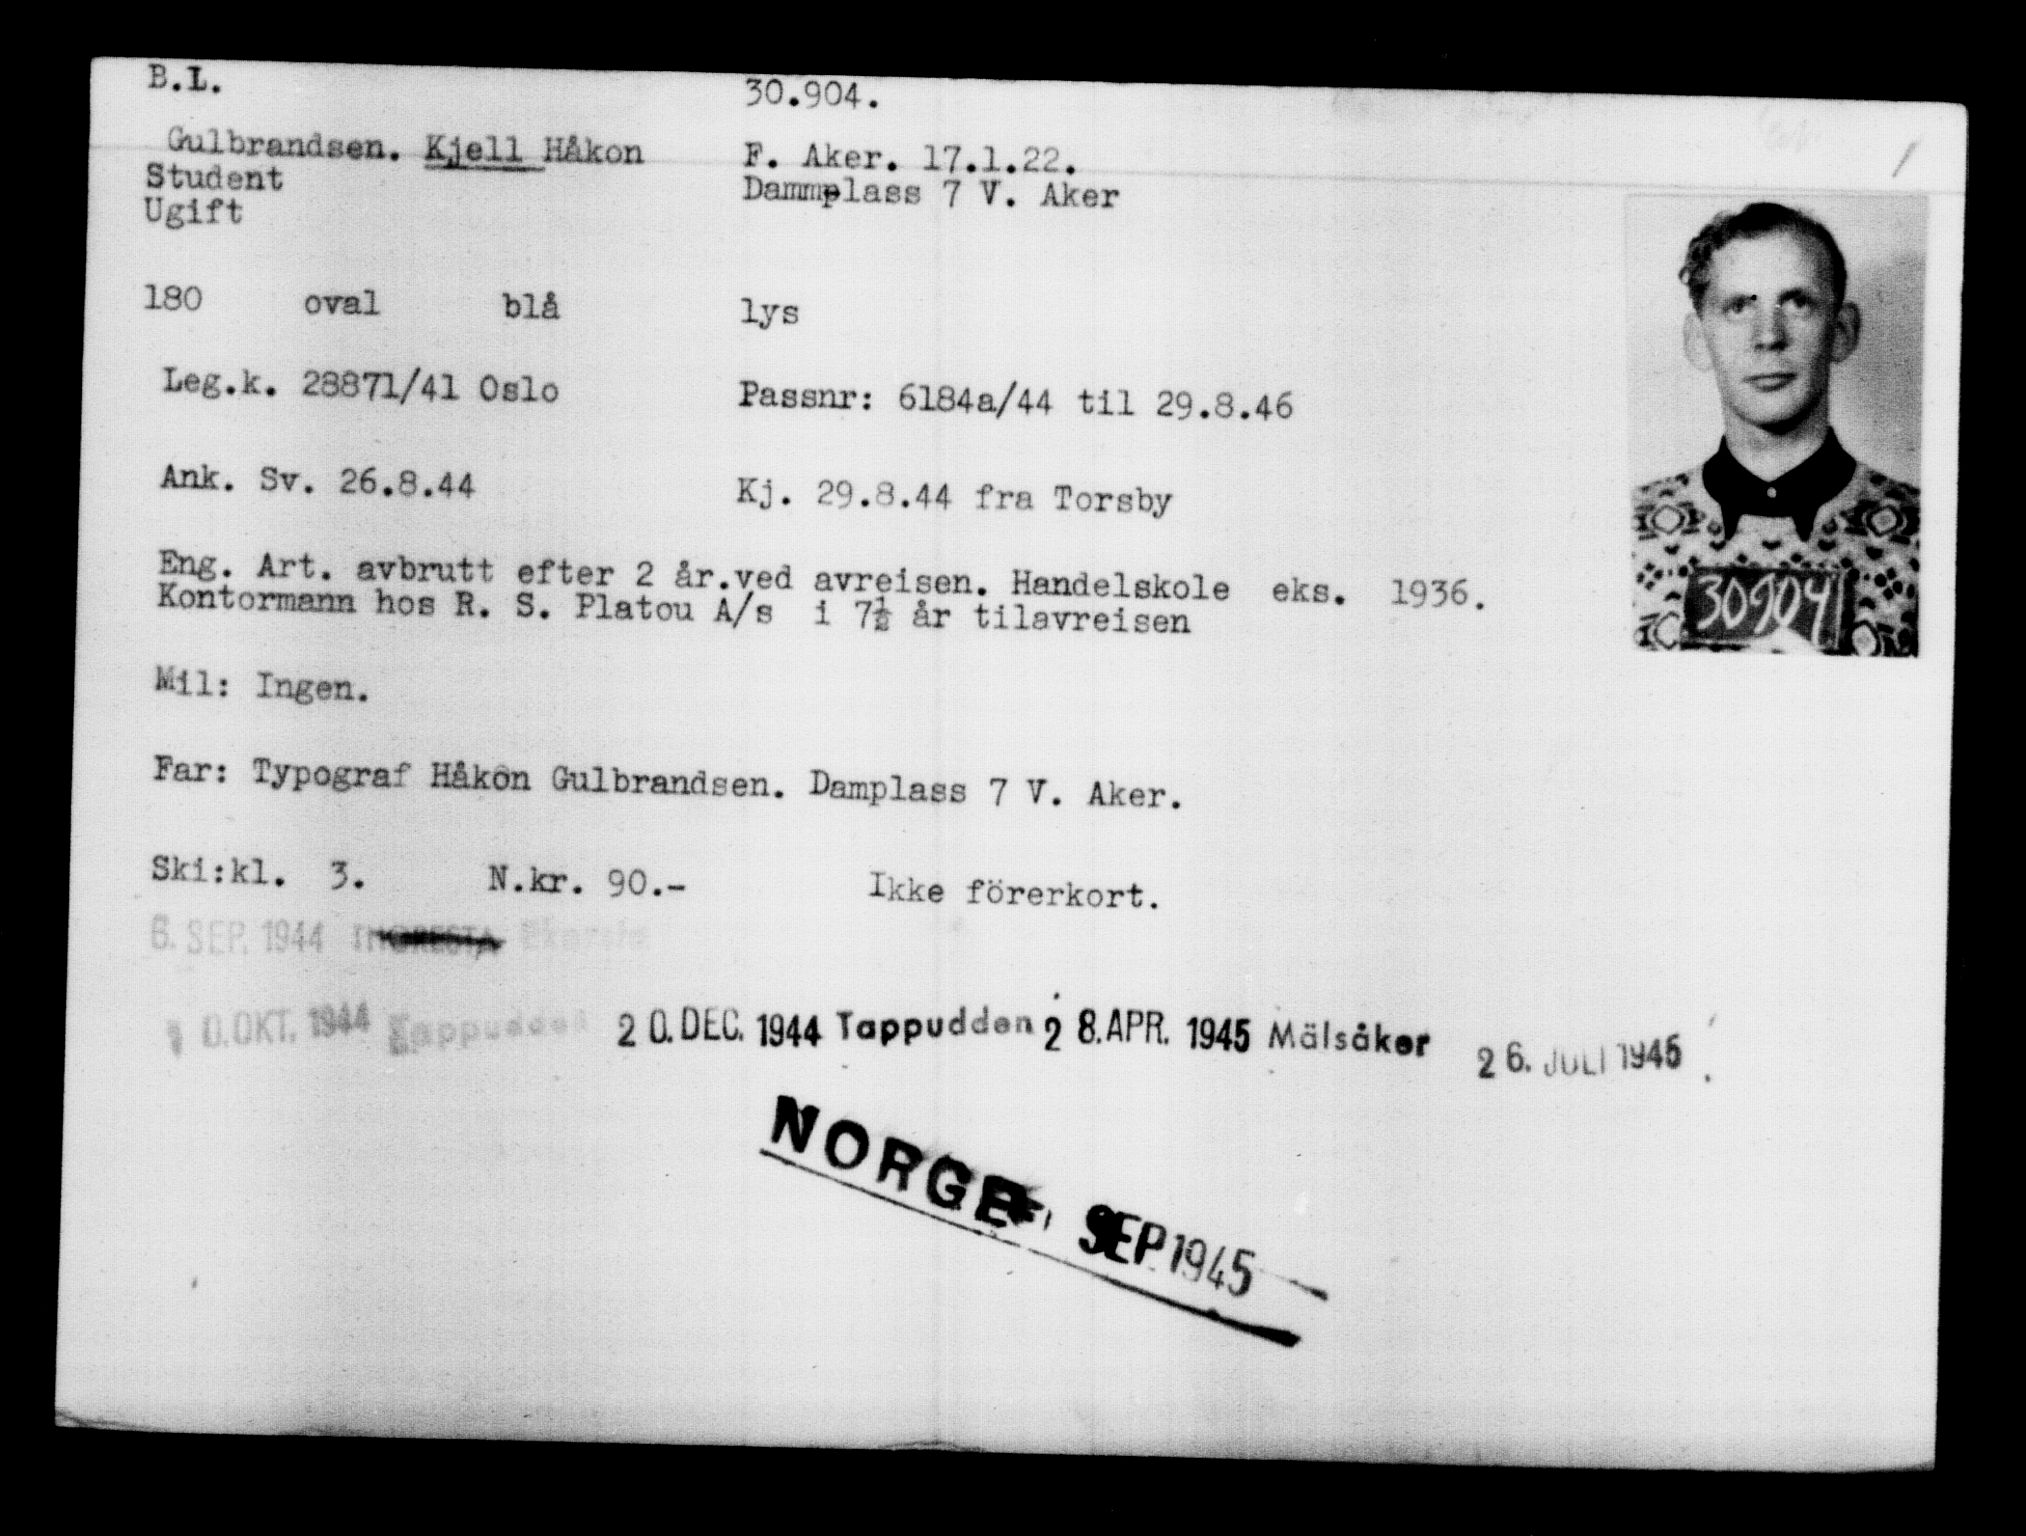 B.L. 30.904.
Gulbrandsen. Kjell Håkon F. Aker. 17.1.22.
Student Dammplass 7 V. Aker
Ugift
180 oval blå lys
Leg.k. 28871/41 Oslo Passnr: 6184a/44 til 29.8.46
Ank. Sv. 26.8.44 Kj. 29.8.44 fra Torsby
Eng. Art. avbrutt efter 2 år.ved avreisen. Handelskole eks. 1936.
Kontormann hos R. S. Platou A/s i 7½ år tilavreisen
30904
Mil: Ingen.
Far: Typograf Håkon Gulbrandsen. Damplass 7 V. Aker.
Ski:kl. 3. N.kr. 90.- Ikke förerkort.
6. SEP. 1944
0. OKT. 1944 Tappudden 20. DEC. 1944 Tappudden 28. APR. 1945 Mälsåker 26. JULI 1945
NORGE SEP 1945